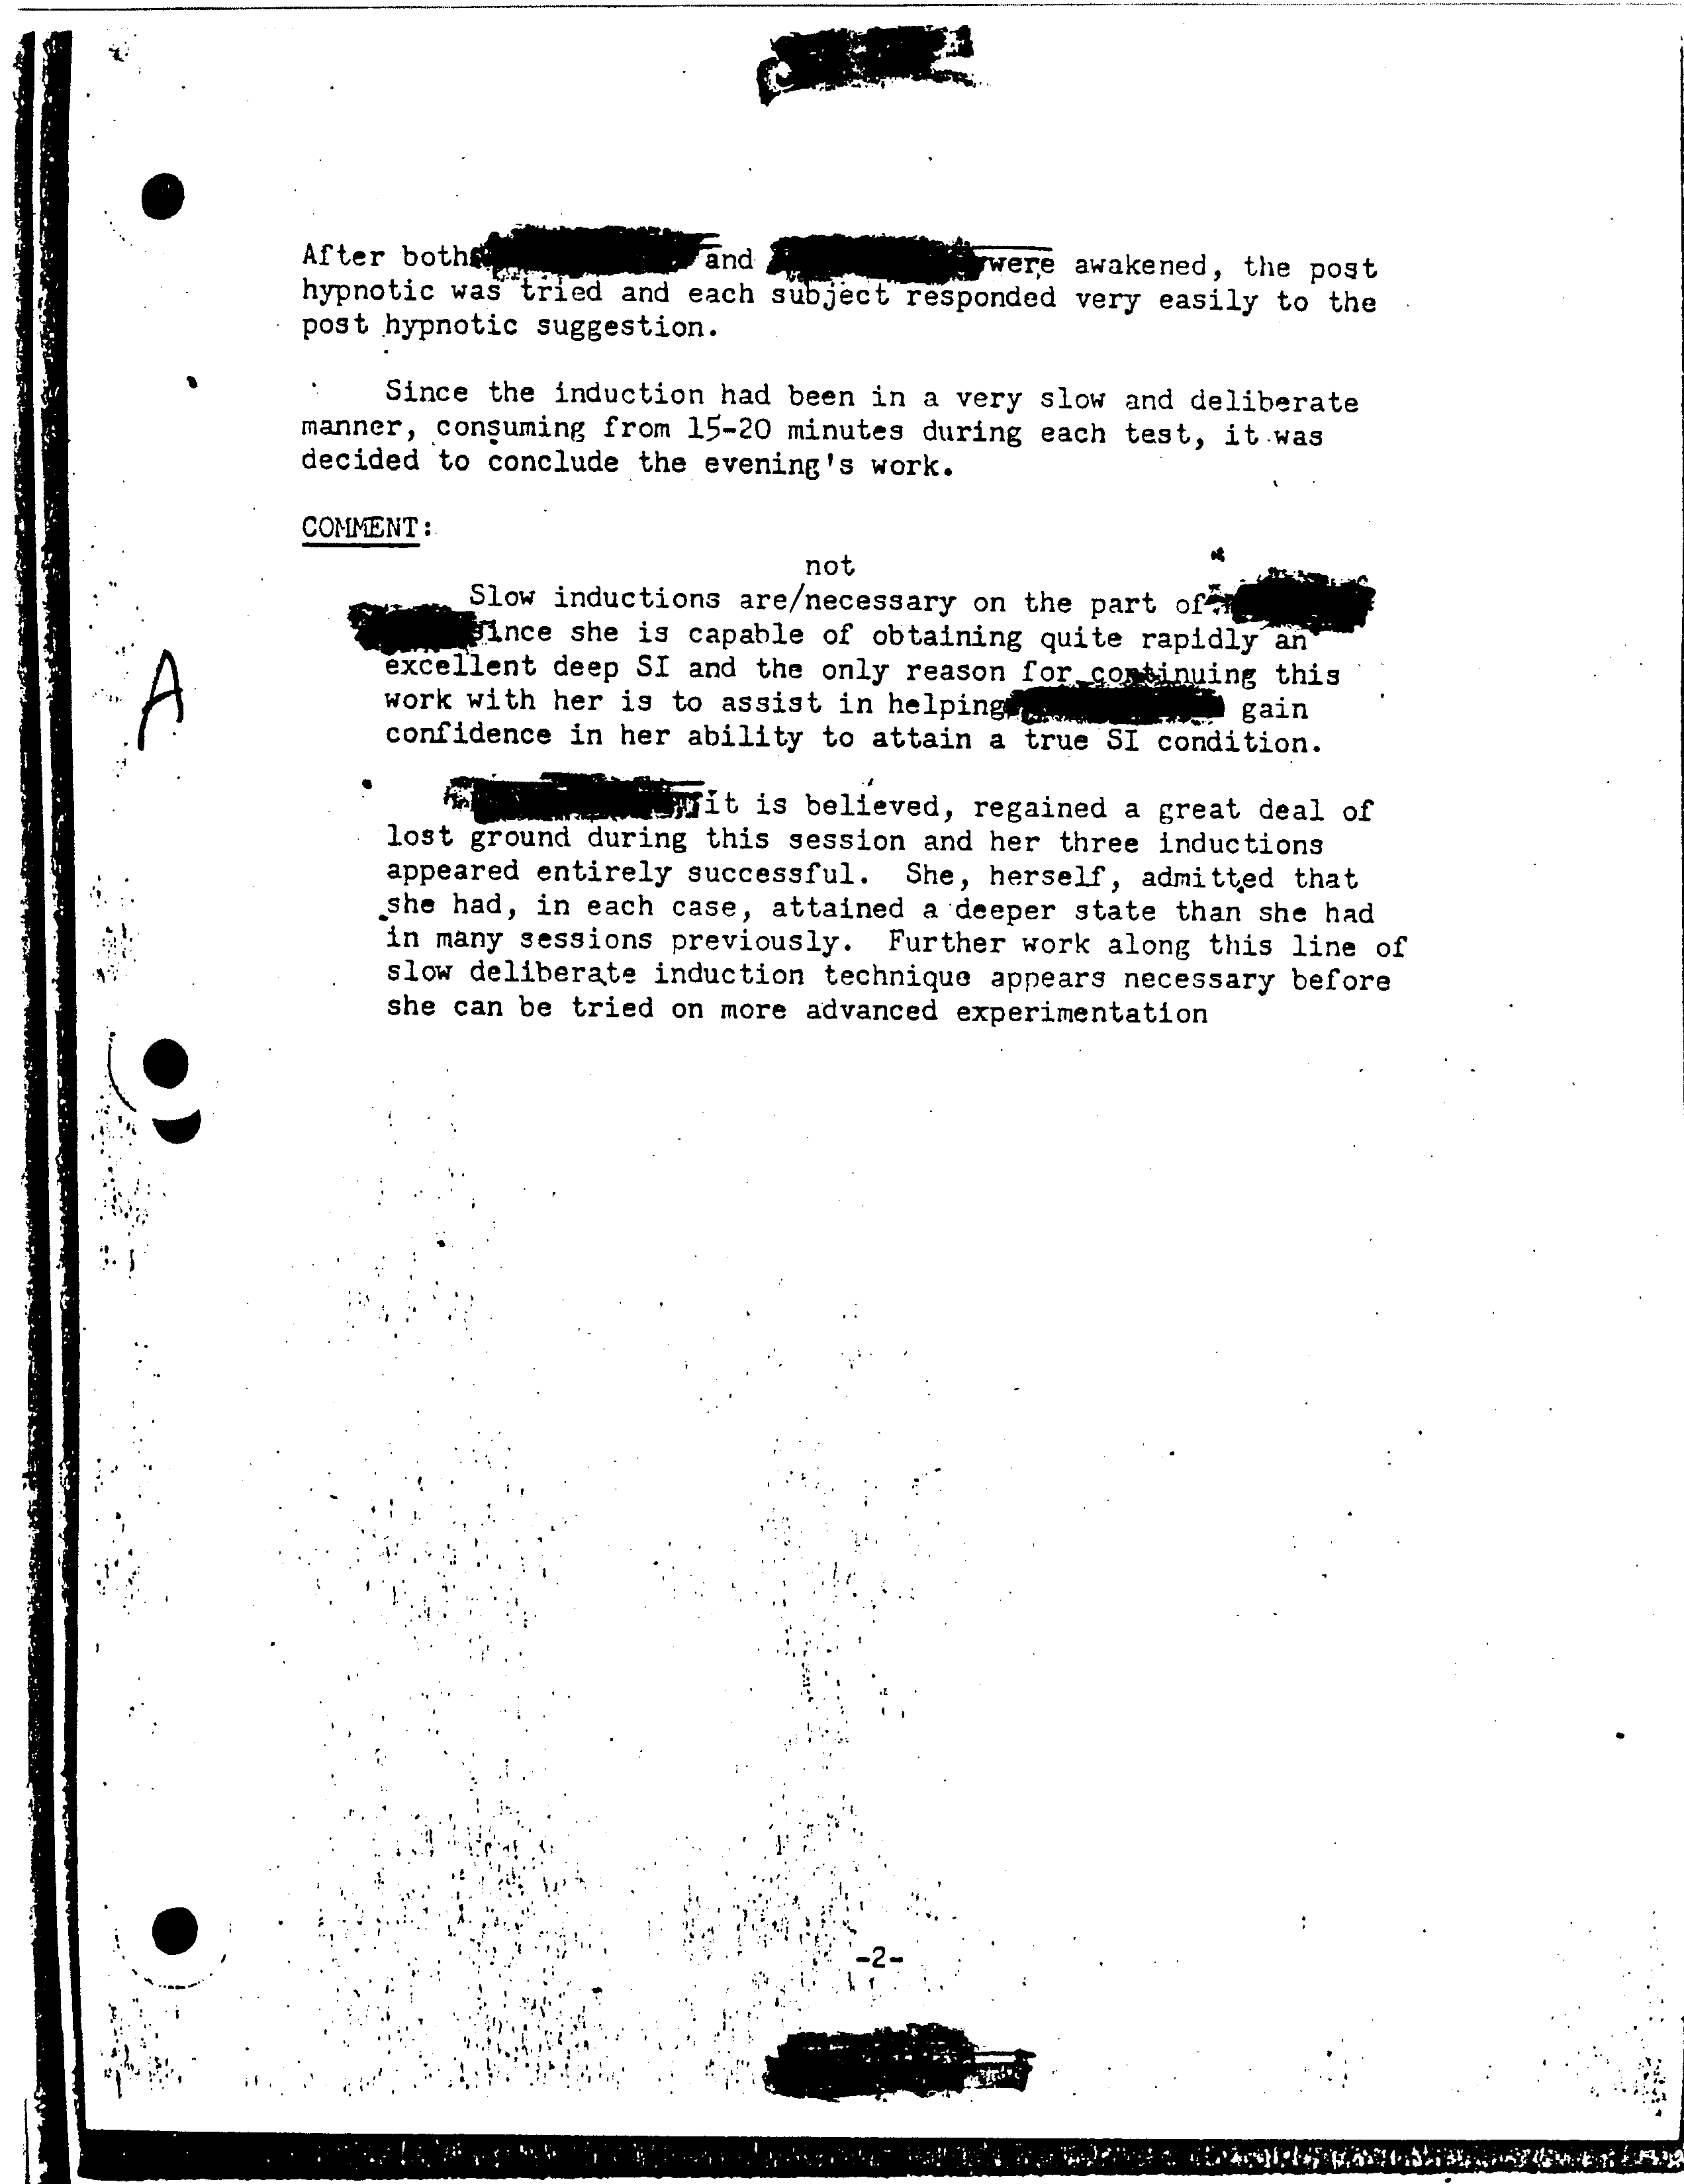 After both and were awakened, the post
hypnotic was tried and each subject responded very easily to the
post hypnotic suggestion.
Since the induction had been in a very slow and deliberate
manner, consuming from 15-20 minutes during each test, it was
decided to conclude the evening's work.
COMMENT:
not
Slow inductions are/necessary on the part of
since she is capable of obtaining quite rapidly an
excellent deep SI and the only reason for continuing this
work with her is to assist in helping gain
confidence in her ability to attain a true SI condition.
it is believed, regained a great deal of
lost ground during this session and her three inductions
appeared entirely successful. She, herself, admitted that
she had, in each case, attained a deeper state than she had
in many sessions previously. Further work along this line of
slow deliberate induction technique appears necessary before
she can be tried on more advanced experimentation
A
-2-